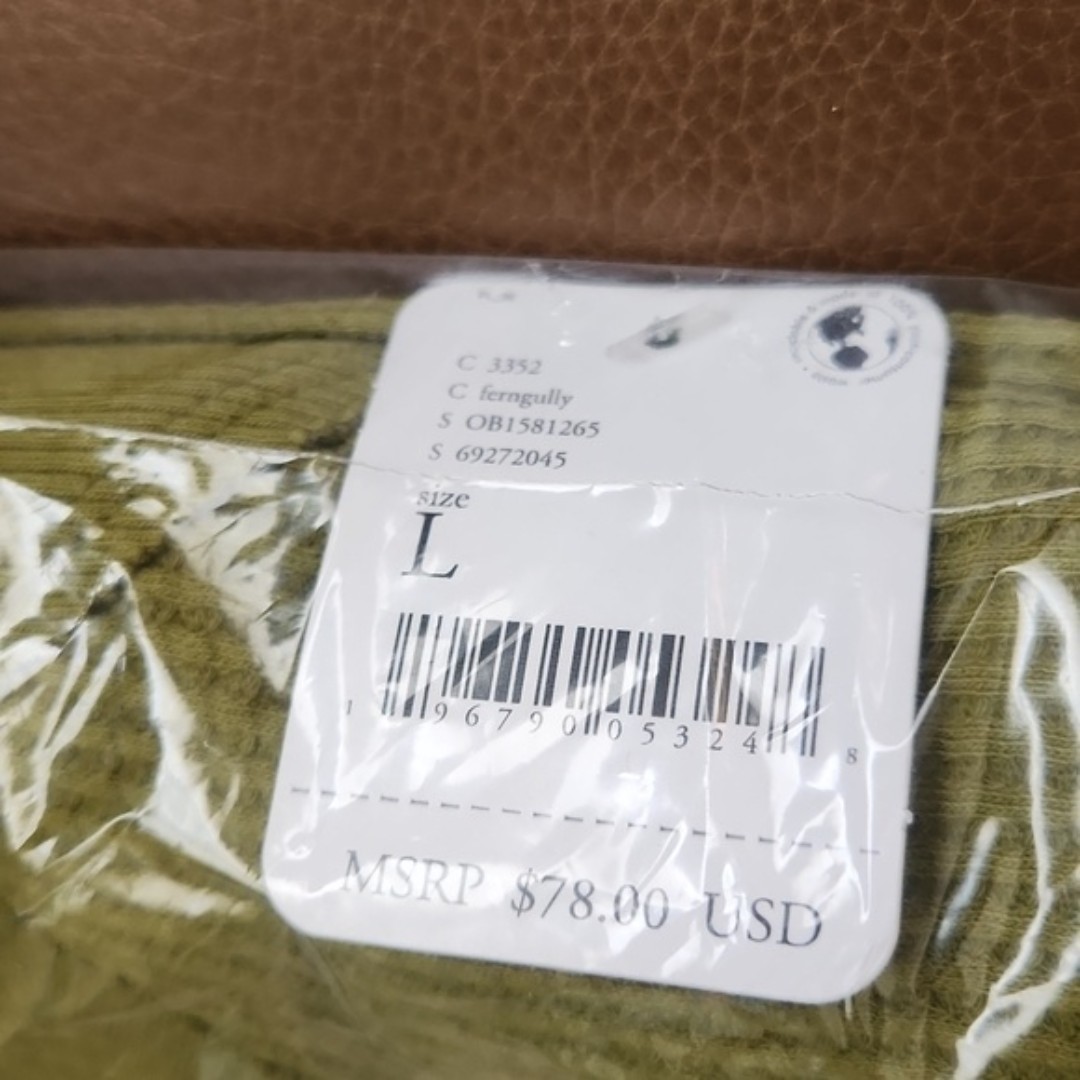 C 3352
C ferngully
S OB1581265
S 69272045
size
L
1 96790 05324 8
MSRP $78.00 USD